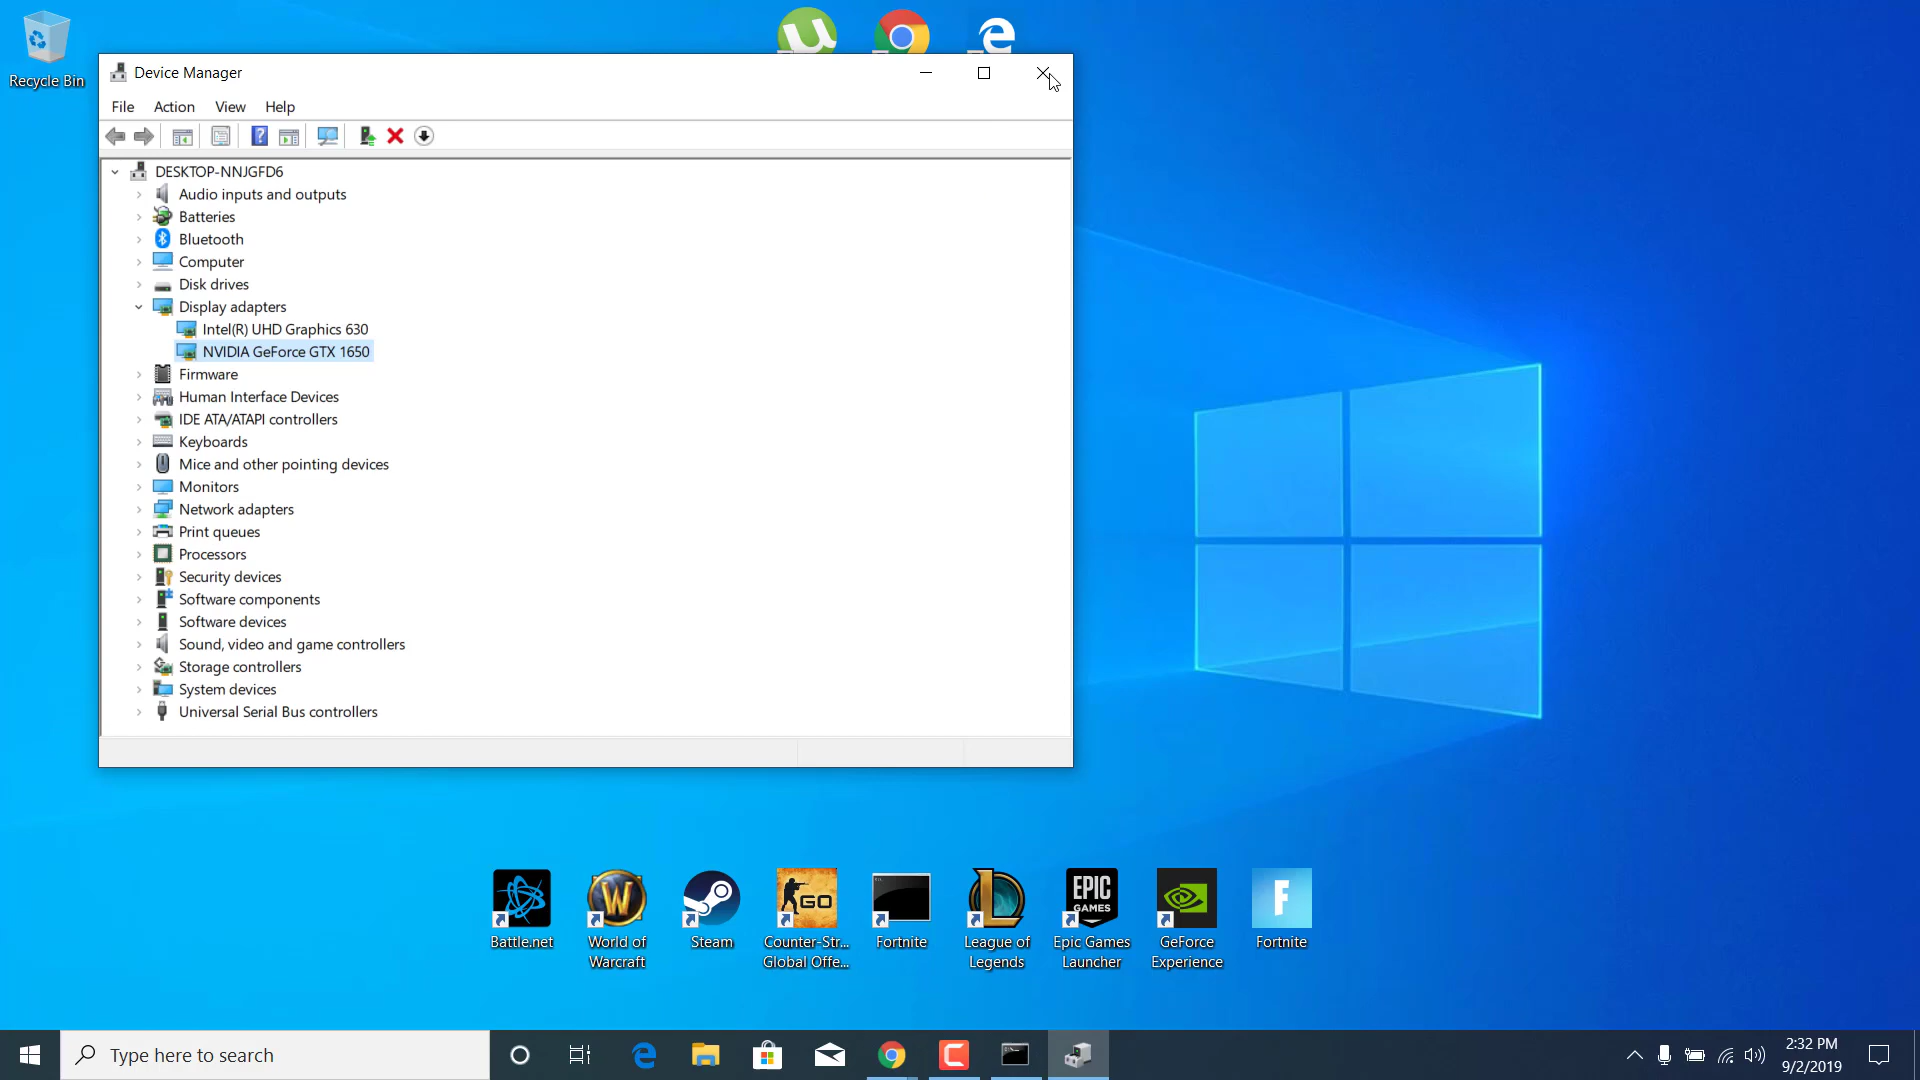 Recycle Bin
Device Manager
File Action View Help
DESKTOP-NNJGFD6
Audio inputs and outputs
Batteries
Bluetooth
Computer
Disk drives
Display adapters
Intel(R) UHD Graphics 630
NVIDIA GeForce GTX 1650
Firmware
Human Interface Devices
IDE ATA/ATAPI controllers
Keyboards
Mice and other pointing devices
Monitors
Network adapters
Print queues
Processors
Security devices
Software components
Software devices
Sound, video and game controllers
Storage controllers
System devices
Universal Serial Bus controllers
GO
EPIC
GAMES
F
Battle.net
World of
Warcraft
Steam
Counter-Str...
Global Offe...
Fortnite
League of
Legends
Epic Games
Launcher
GeForce
Experience
Fortnite
Type here to search
2:32 PM
9/2/2019